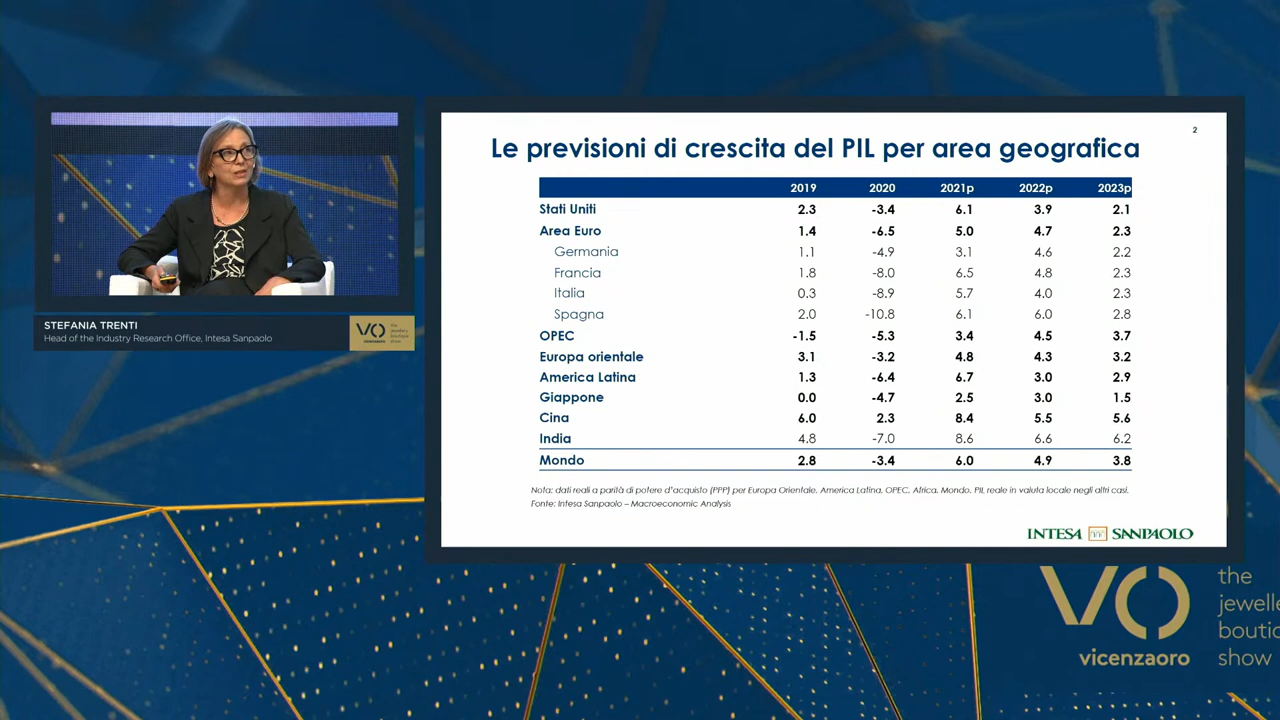 STEFANIA TRENTI
Head of the Industry Research Office, Intesa Sanpaolo
VO
vicenzaoro
the
jewellery
boutique
show
2
Le previsioni di crescita del PIL per area geografica
2019 2020 2021p 2022p 2023p
Stati Uniti 2.3 -3.4 6.1 3.9 2.1
Area Euro 1.4 -6.5 5.0 4.7 2.3
Germania 1.1 -4.9 3.1 4.6 2.2
Francia 1.8 -8.0 6.5 4.8 2.3
Italia 0.3 -8.9 5.7 4.0 2.3
Spagna 2.0 -10.8 6.1 6.0 2.8
OPEC -1.5 -5.3 3.4 4.5 3.7
Europa orientale 3.1 -3.2 4.8 4.3 3.2
America Latina 1.3 -6.4 6.7 3.0 2.9
Giappone 0.0 -4.7 2.5 3.0 1.5
Cina 6.0 2.3 8.4 5.5 5.6
India 4.8 -7.0 8.6 6.6 6.2
Mondo 2.8 -3.4 6.0 4.9 3.8
Nota: dati reali a parità di potere d'acquisto (PPP) per Europa Orientale, America Latina, OPEC, Africa, Mondo. PIL reale in valuta locale negli altri casi.
Fonte: Intesa Sanpaolo – Macroeconomic Analysis
INTESA SANPAOLO
VO
vicenzaoro
the
jewelle
boutic
show